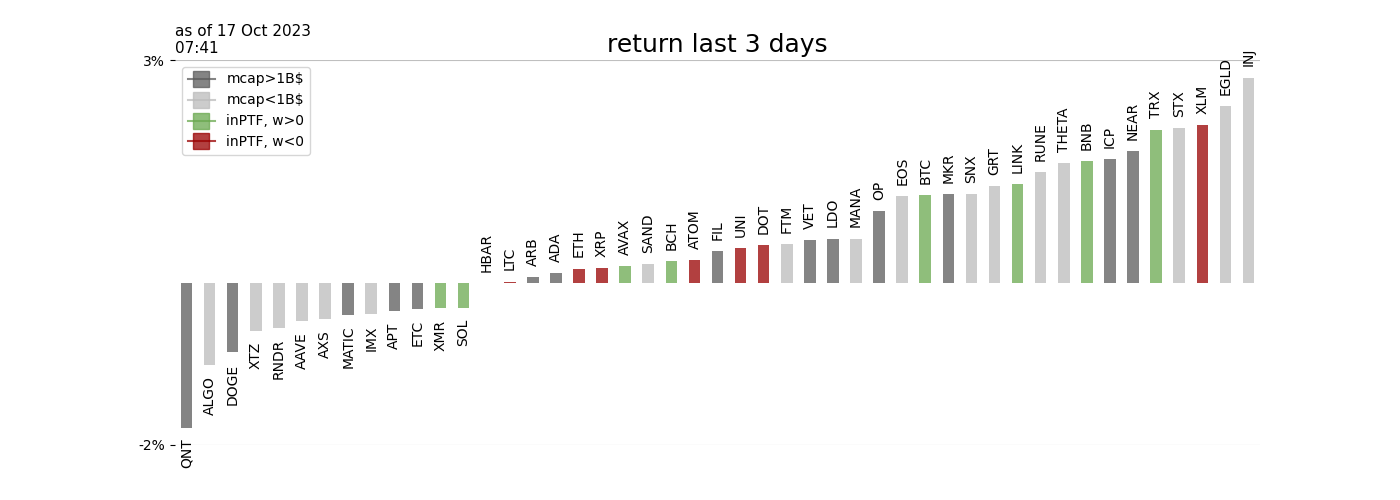 as of 17 Oct 2023
07:41
return last 3 days
3%
-2%
mcap>1B$
mcap<1B$
inPTF, w>0
inPTF, w<0
QNT
ALGO
DOGE
XTZ
RNDR
AAVE
AXS
MATIC
IMX
APT
ETC
XMR
SOL
HBAR
LTC
ARB
ADA
ETH
XRP
AVAX
SAND
BCH
ATOM
FIL
UNI
DOT
FTM
VET
LDO
MANA
OP
EOS
BTC
MKR
SNX
GRT
LINK
RUNE
THETA
BNB
ICP
NEAR
TRX
STX
XLM
EGLD
INJ